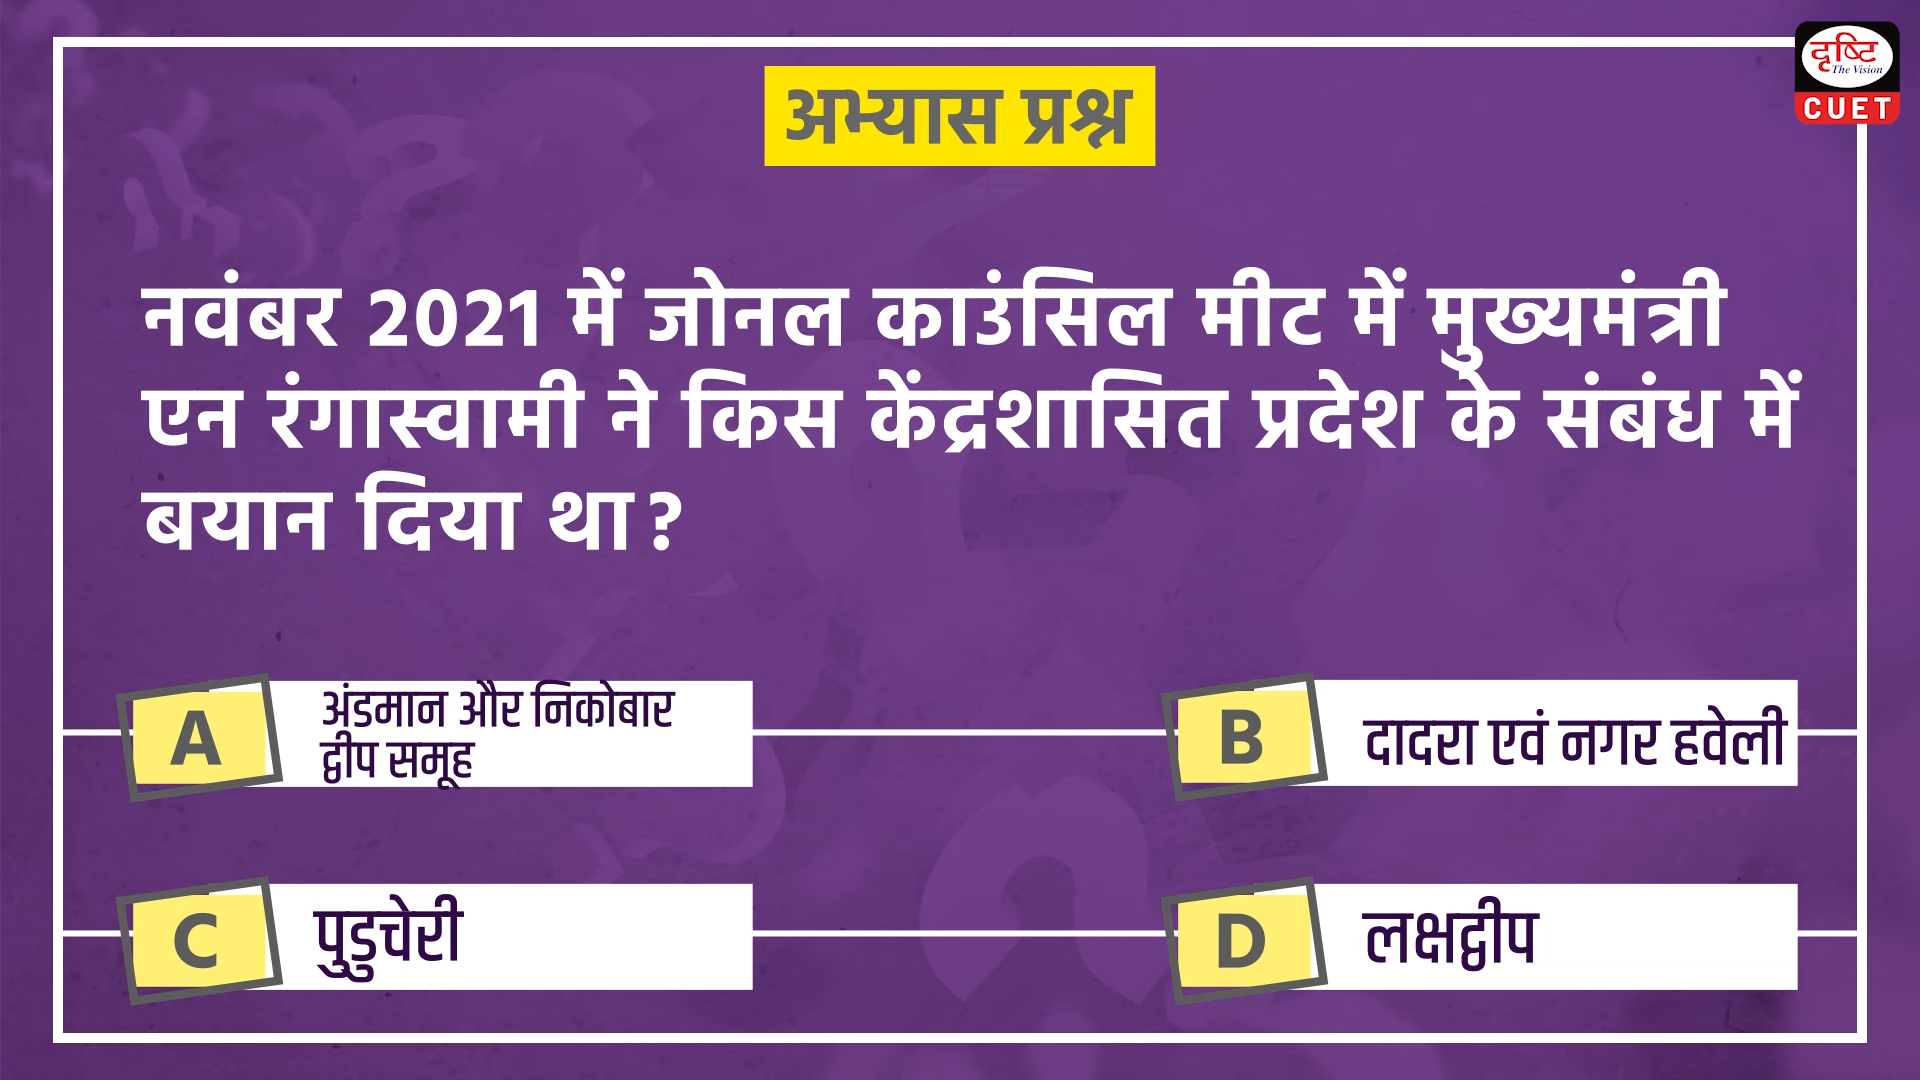 दृष्टि
The Vision
CUET
अभ्यास प्रश्न
नवंबर 2021 में जोनल काउंसिल मीट में मुख्यमंत्री
एन रंगास्वामी ने किस केंद्रशासित प्रदेश के संबंध में
बयान दिया था?
A
अंडमान और निकोबार
द्वीप समूह
B
दादरा एवं नगर हवेली
C
पुडुचेरी
D
लक्षद्वीप